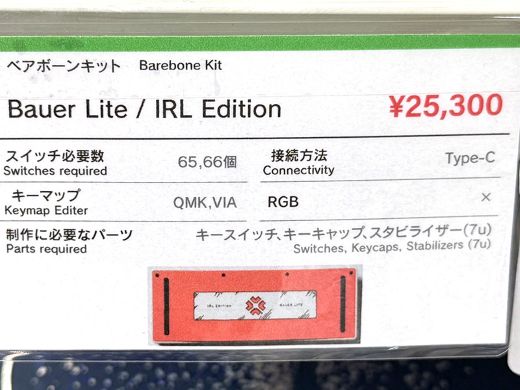 ベアボーンキット Barebone Kit
Bauer Lite / IRL Edition ¥25,300
スイッチ必要数 65,66個 接続方法 Type-C
Switches required Connectivity
キーマップ QMK,VIA RGB ×
Keymap Editer
制作に必要なパーツ キースイッチ、キーキャップ、スタビライザー(7u)
Parts required Switches, Keycaps, Stabilizers (7u)
IRL EDITION BAUER LITE